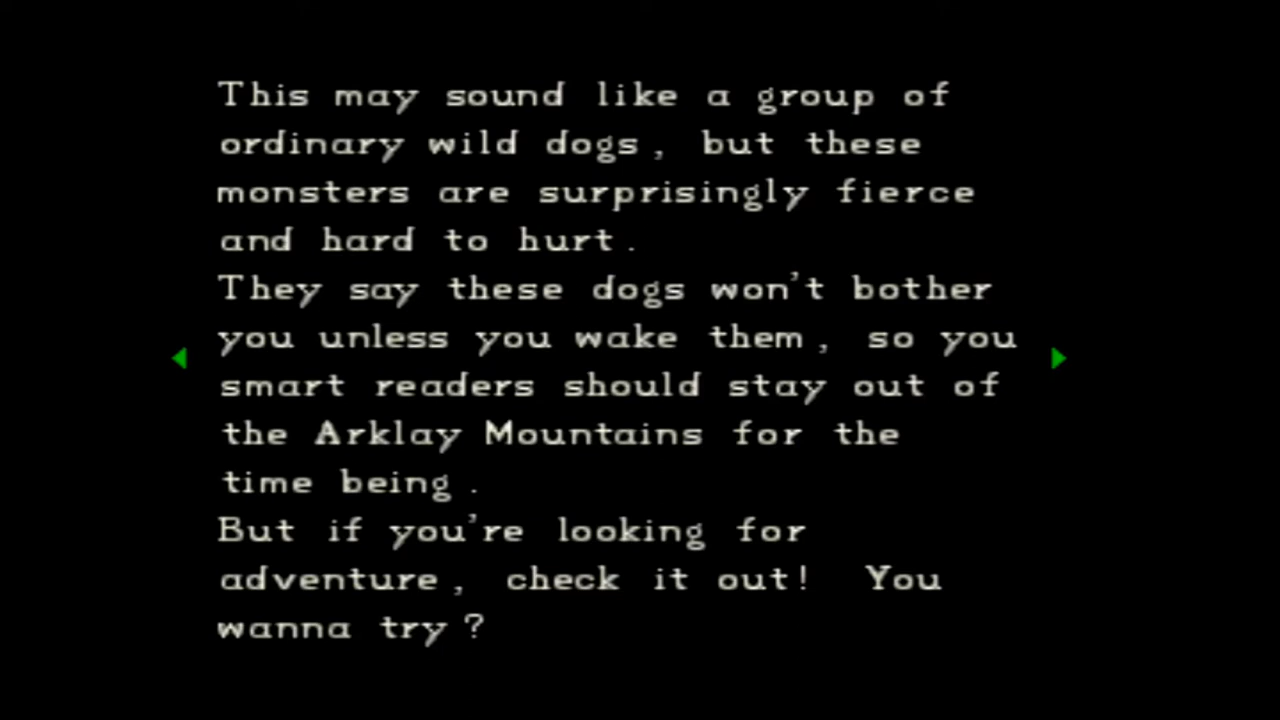 This may sound like a group of
ordinary wild dogs, but these
monsters are surprisingly fierce
and hard to hurt.
They say these dogs won't bother
you unless you wake them, so you
smart readers should stay out of
the Arklay Mountains for the
time being.
But if you're looking for
adventure, check it out! You
wanna try?